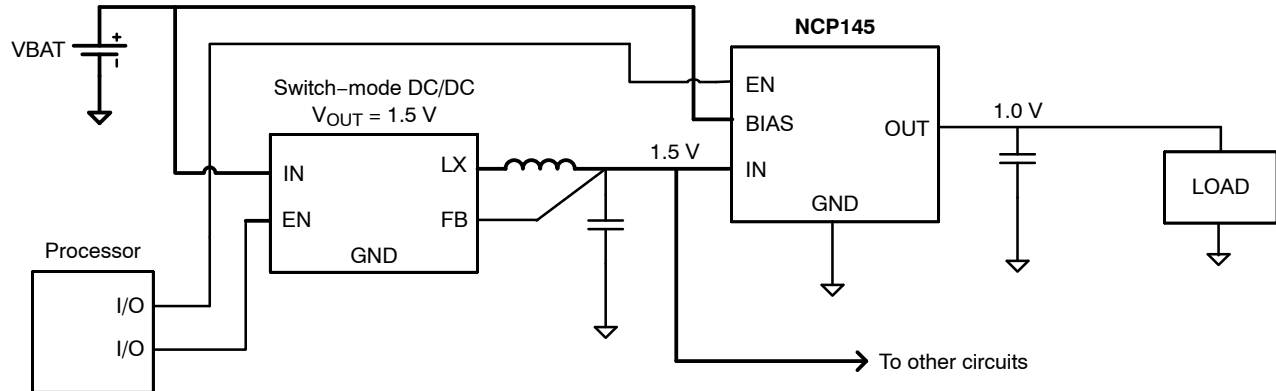 VBAT
+
−
NCP145
Switch−mode DC/DC
VOUT = 1.5 V
EN
BIAS
IN
OUT
GND
1.0 V
LOAD
IN
EN
LX
FB
GND
1.5 V
Processor
I/O
I/O
To other circuits